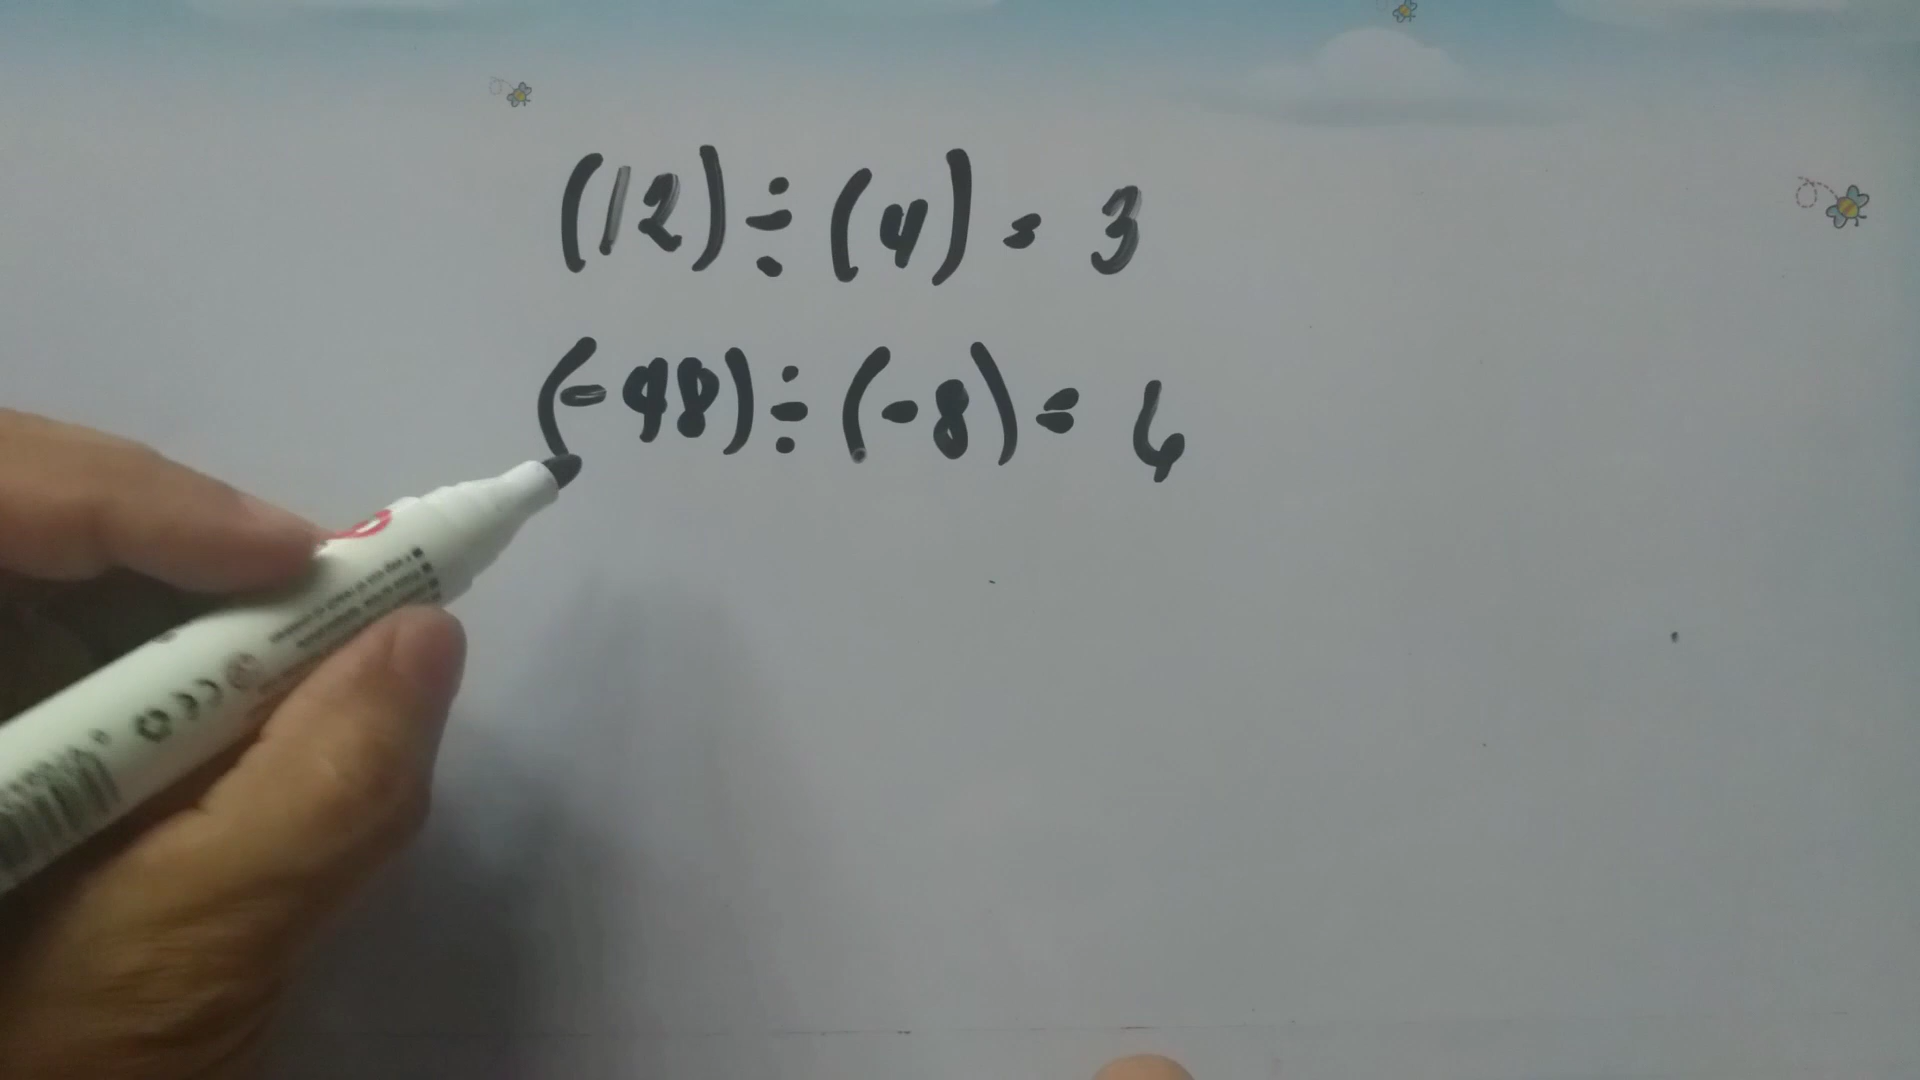 (12) ÷ (4) = 3
(-48) ÷ (-8) = 6